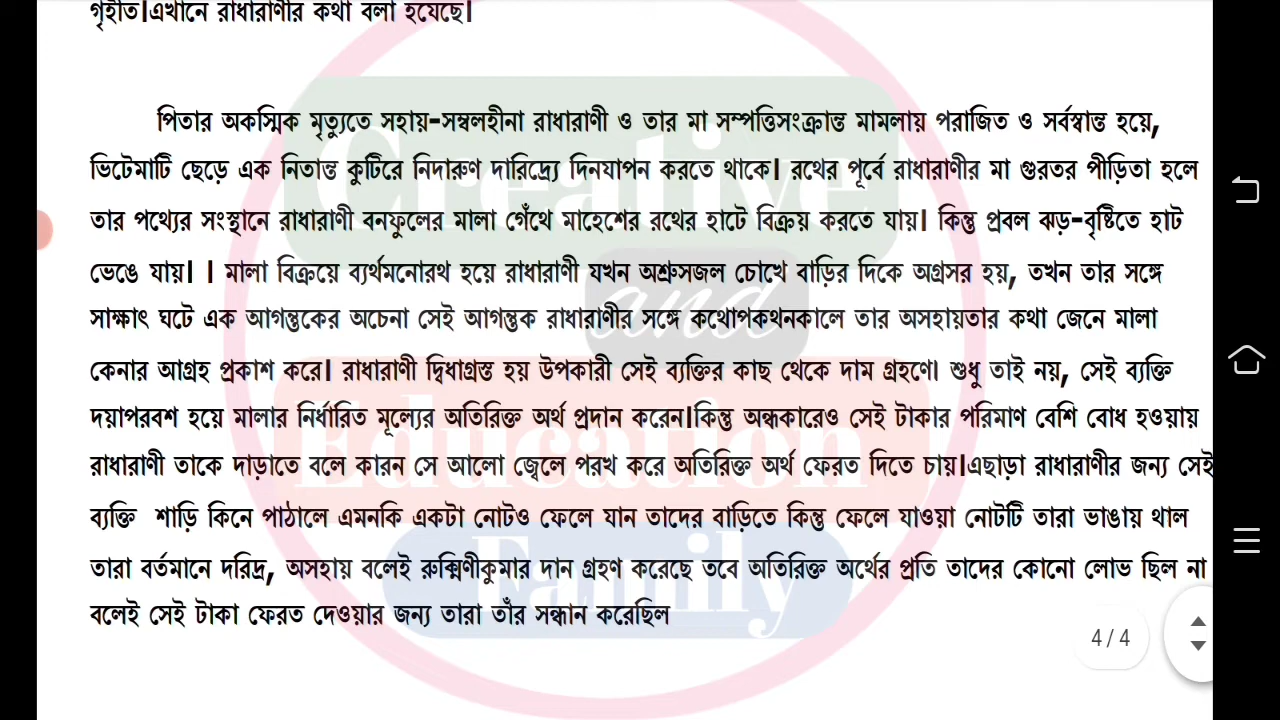 গৃহীত।এখানে রাধারাণীর কথা বলা হযেছে।
পিতার অকস্মিক মৃত্যুতে সহায়-সম্বলহীনা রাধারাণী ও তার মা সম্পত্তিসংক্রান্ত মামলায় পরাজিত ও সর্বস্বান্ত হয়ে,
ভিটেমাটি ছেড়ে এক নিতান্ত কুটিরে নিদারুণ দারিদ্র্যে দিনযাপন করতে থাকে। রথের পূর্বে রাধারাণীর মা গুরতর পীড়িতা হলে
তার পথ্যের সংস্থানে রাধারাণী বনফুলের মালা গেঁথে মাহেশের রথের হাটে বিক্রয় করতে যায়। কিন্তু প্রবল ঝড়-বৃষ্টিতে হাট
ভেঙে যায়। । মালা বিক্রয়ে ব্যর্থমনোরথ হয়ে রাধারাণী যখন অশ্রুসজল চোখে বাড়ির দিকে অগ্রসর হয়, তখন তার সঙ্গে
সাক্ষাৎ ঘটে এক আগন্তুকের অচেনা সেই আগন্তুক রাধারাণীর সঙ্গে কথোপকথনকালে তার অসহায়তার কথা জেনে মালা
কেনার আগ্রহ প্রকাশ করে। রাধারাণী দ্বিধাগ্রস্ত হয় উপকারী সেই ব্যক্তির কাছ থেকে দাম গ্রহণে। শুধু তাই নয়, সেই ব্যক্তি
দয়াপরবশ হয়ে মালার নির্ধারিত মূল্যের অতিরিক্ত অর্থ প্রদান করেন।কিন্তু অন্ধকারেও সেই টাকার পরিমাণ বেশি বোধ হওয়ায়
রাধারাণী তাকে দাড়াতে বলে কারন সে আলো জ্বেলে পরখ করে অতিরিক্ত অর্থ ফেরত দিতে চায়।এছাড়া রাধারাণীর জন্য সেই
ব্যক্তি শাড়ি কিনে পাঠালে এমনকি একটা নোটও ফেলে যান তাদের বাড়িতে কিন্তু ফেলে যাওয়া নোটটি তারা ভাঙায় থাল
তারা বর্তমানে দরিদ্র, অসহায় বলেই রুক্মিণীকুমার দান গ্রহণ করেছে তবে অতিরিক্ত অর্থের প্রতি তাদের কোনো লোভ ছিল না
বলেই সেই টাকা ফেরত দেওয়ার জন্য তারা তাঁর সন্ধান করেছিল
Creative
and
Education
Family
4 / 4